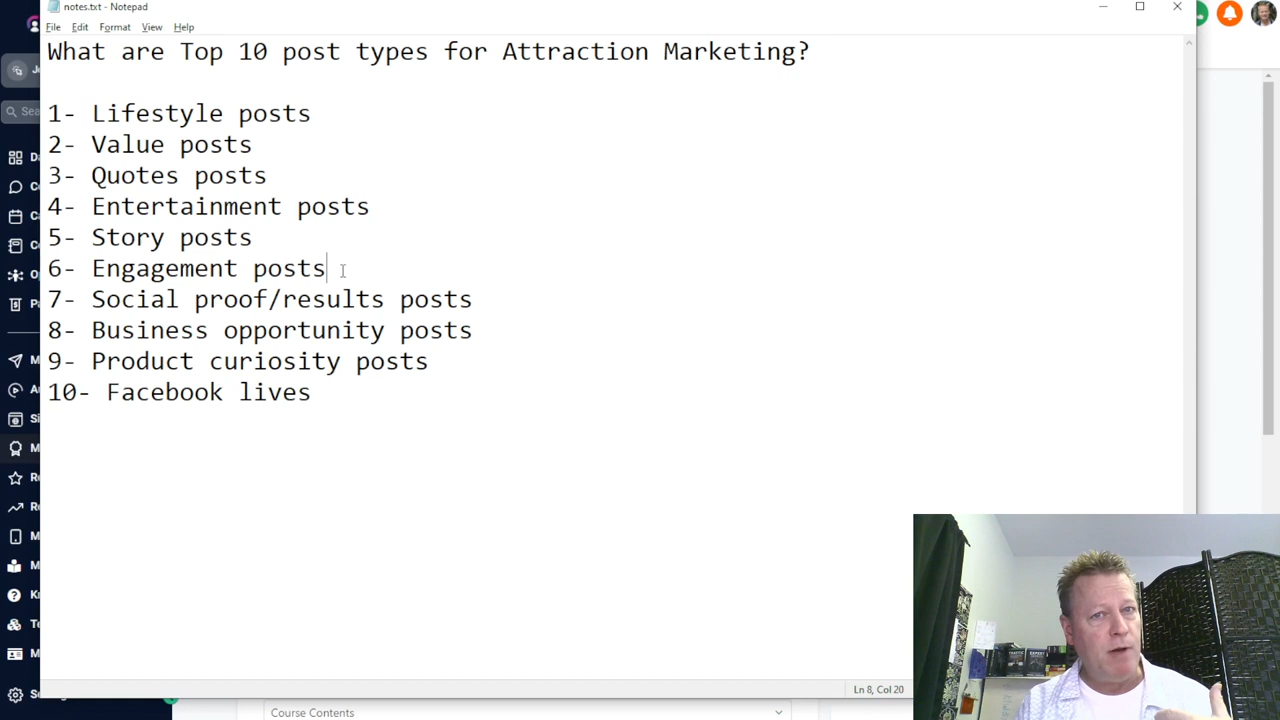 notes.txt - Notepad
File Edit Format View Help
What are Top 10 post types for Attraction Marketing?
1- Lifestyle posts
2- Value posts
3- Quotes posts
4- Entertainment posts
5- Story posts
6- Engagement posts
7- Social proof/results posts
8- Business opportunity posts
9- Product curiosity posts
10- Facebook lives
Ln 8, Col 20
Course Contents